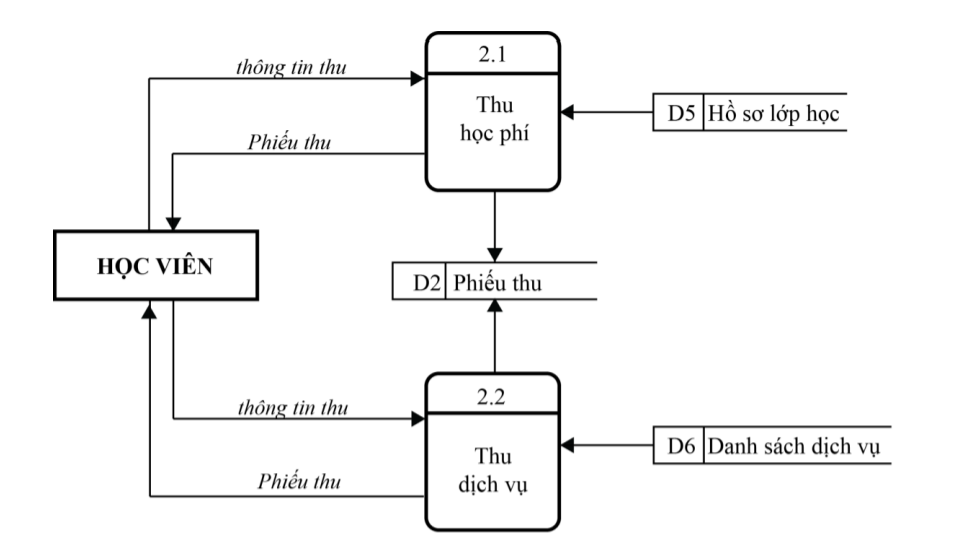 2.1
thông tin thu
Thu
học phí
D5 Hồ sơ lớp học
Phiếu thu
HỌC VIÊN
D2 Phiếu thu
2.2
thông tin thu
Thu
dịch vụ
D6 Danh sách dịch vụ
Phiếu thu